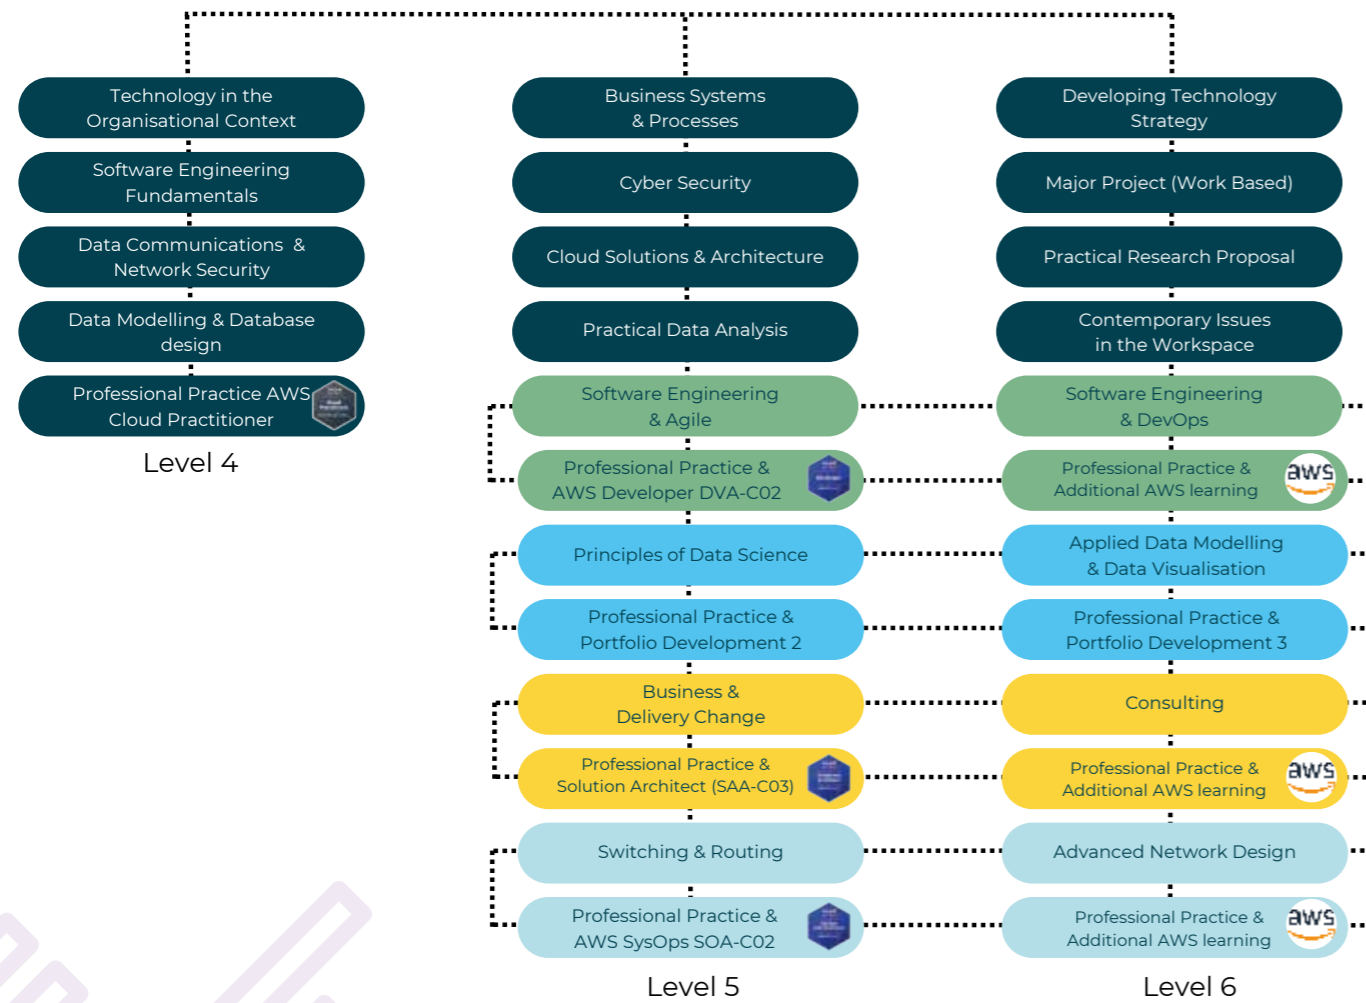 Technology in the
Organisational Context
Software Engineering
Fundamentals
Data Communications &
Network Security
Data Modelling & Database
design
Professional Practice AWS
Cloud Practitioner
Level 4
Business Systems
& Processes
Cyber Security
Cloud Solutions & Architecture
Practical Data Analysis
Software Engineering
& Agile
Professional Practice &
AWS Developer DVA-C02
Principles of Data Science
Professional Practice &
Portfolio Development 2
Business &
Delivery Change
Professional Practice &
Solution Architect (SAA-C03)
Switching & Routing
Professional Practice &
AWS SysOps SOA-C02
Level 5
Developing Technology
Strategy
Major Project (Work Based)
Practical Research Proposal
Contemporary Issues
in the Workspace
Software Engineering
& DevOps
Professional Practice &
Additional AWS learning
aws
Applied Data Modelling
& Data Visualisation
Professional Practice &
Portfolio Development 3
Consulting
Professional Practice &
Additional AWS learning
aws
Advanced Network Design
Professional Practice &
Additional AWS learning
aws
Level 6